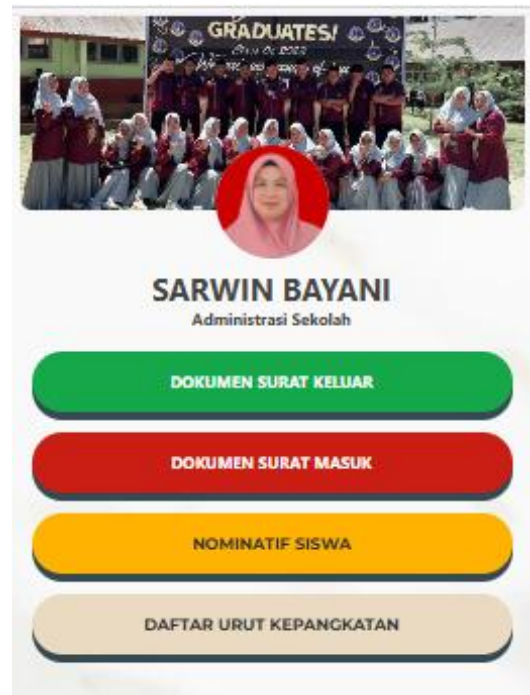 GRADUATES!
SARWIN BAYANI
Administrasi Sekolah
DOKUMEN SURAT KELUAR
DOKUMEN SURAT MASUK
NOMINATIF SISWA
DAFTAR URUT KEPANGKATAN